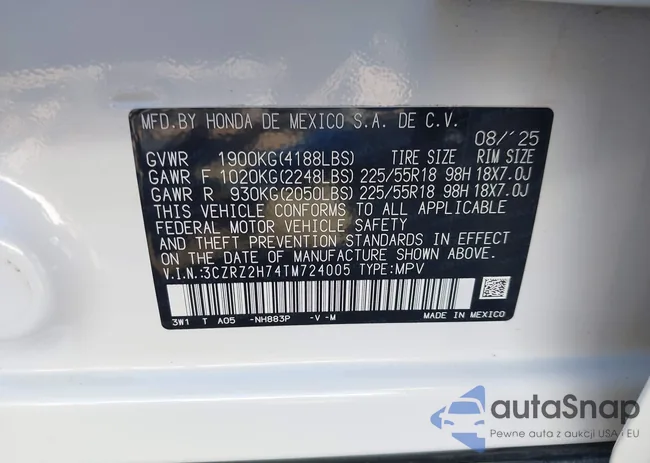 MFD.BY HONDA DE MEXICO S.A. DE C.V.
08/'25
GVWR 1900KG(4188LBS) TIRE SIZE RIM SIZE
GAWR F 1020KG(2248LBS) 225/55R18 98H 18X7.0J
GAWR R 930KG(2050LBS) 225/55R18 98H 18X7.0J
THIS VEHICLE CONFORMS TO ALL APPLICABLE
FEDERAL MOTOR VEHICLE SAFETY
AND THEFT PREVENTION STANDARDS IN EFFECT
ON THE DATE OF MANUFACTURE SHOWN ABOVE.
V.I.N.:3CZRZ2H74TM724005 TYPE:MPV
3W1 T A05 -NH883P -V-M MADE IN MEXICO
autaSnap
Pewne auta z aukcji USA i EU